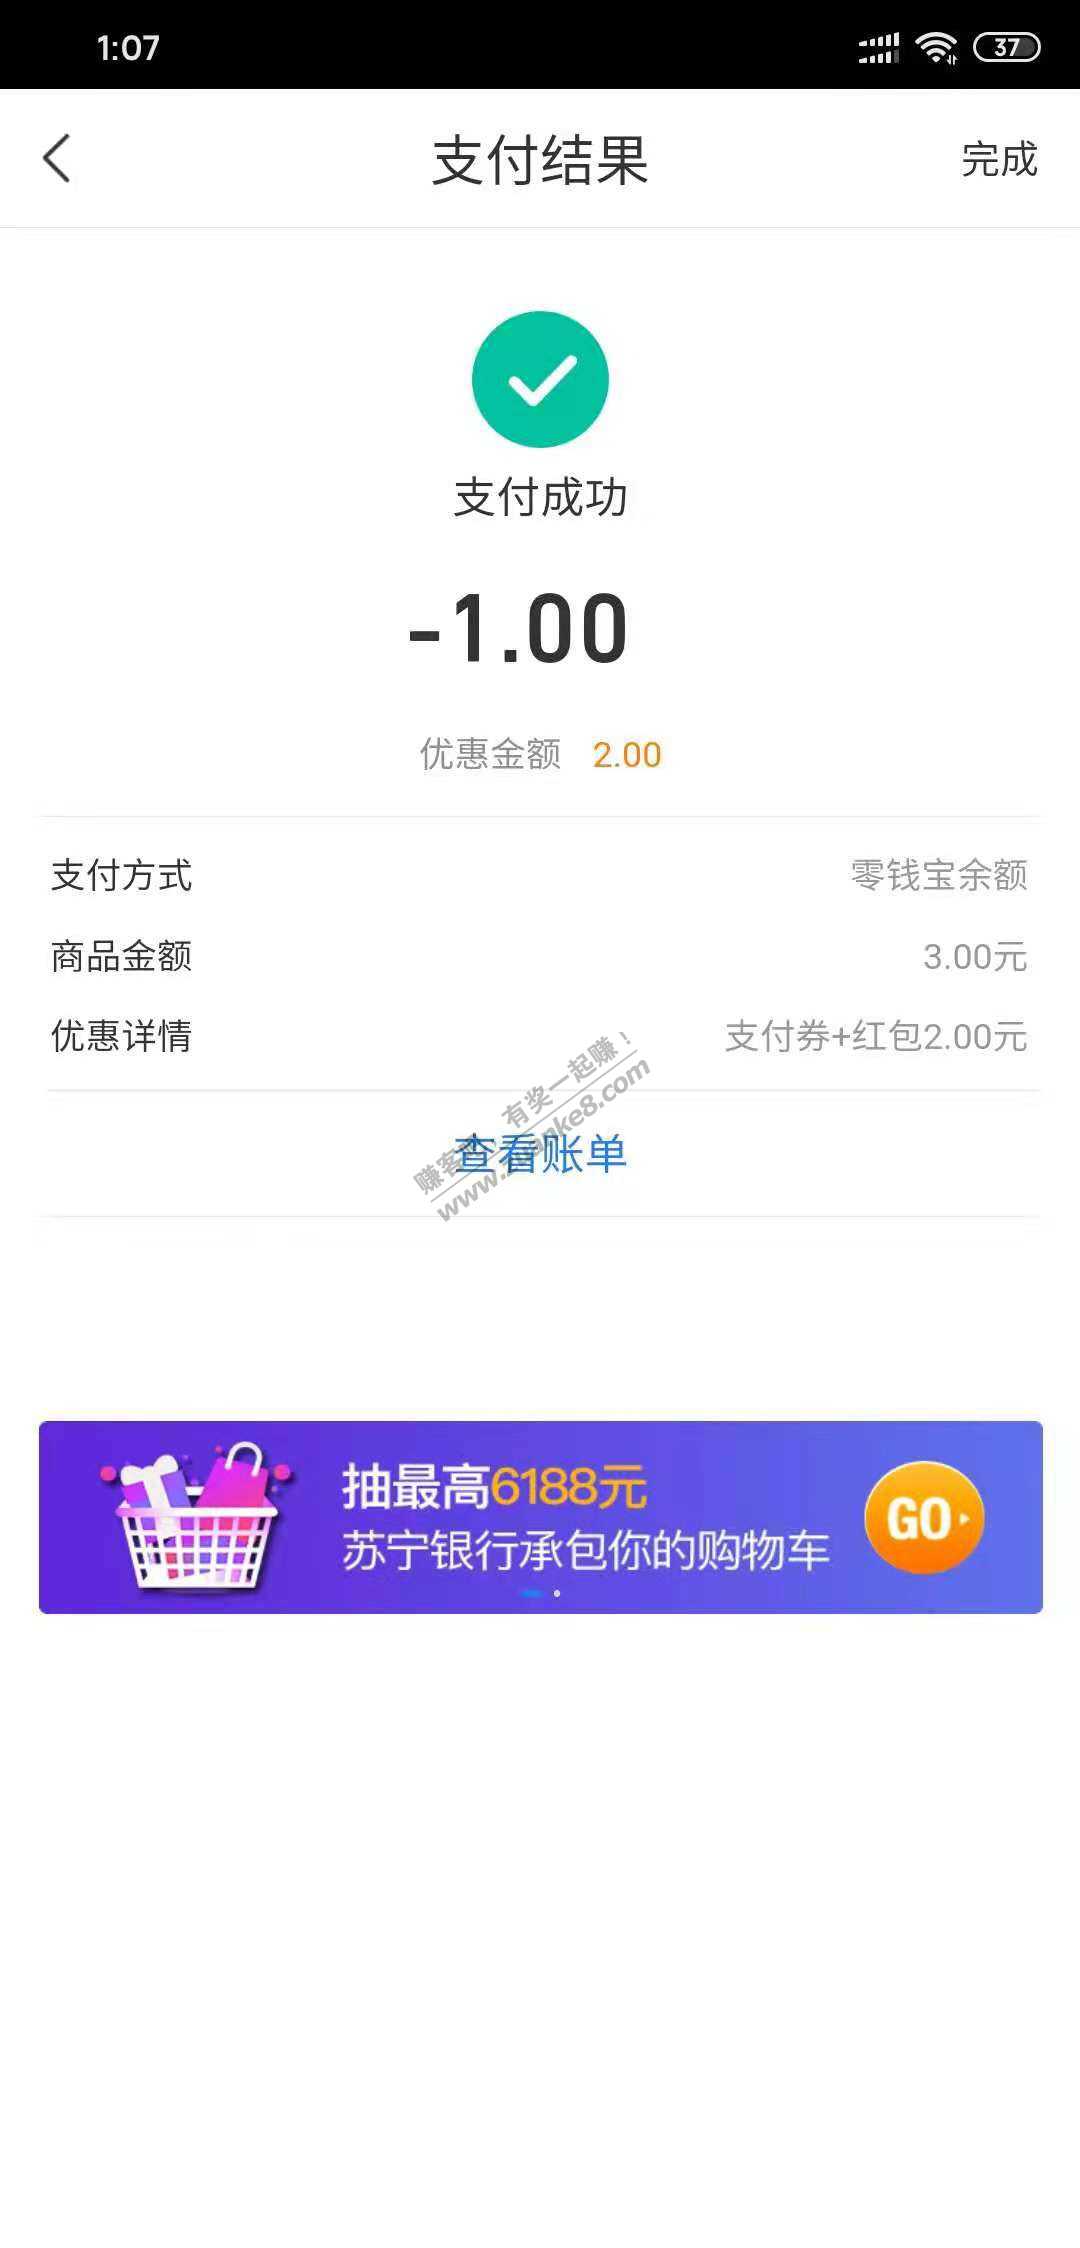 1:07
37
支付结果
完成
支付成功
-1.00
优惠金额 2.00
支付方式 零钱宝余额
商品金额 3.00元
优惠详情 支付券+红包2.00元
查看账单
赚客吧,有奖一起赚!
www.zuanke8.com
抽最高6188元
苏宁银行承包你的购物车
GO